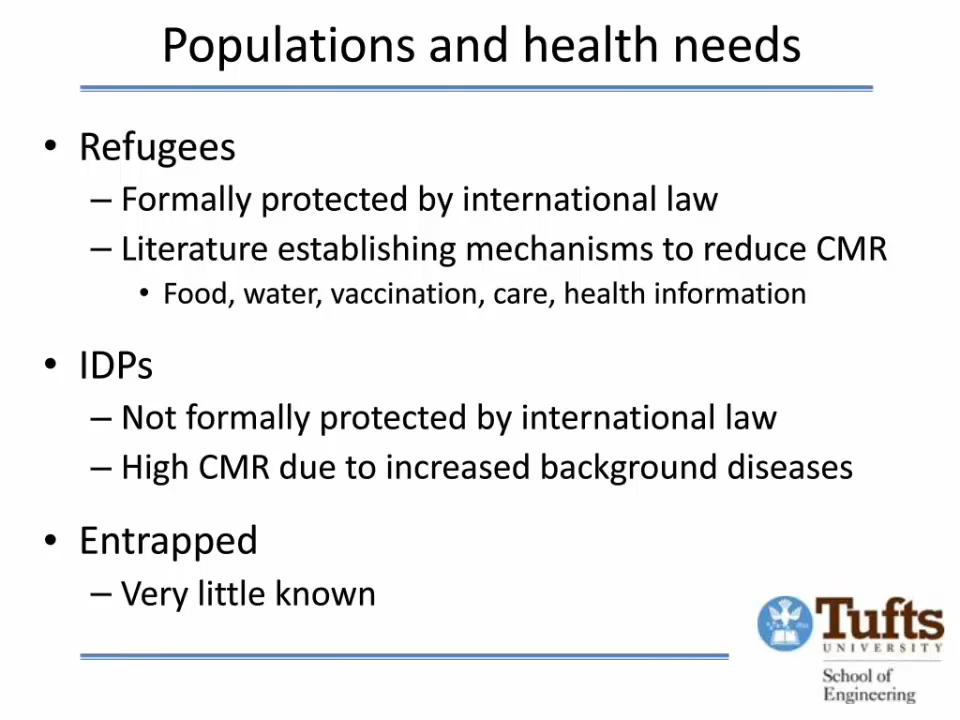 Populations and health needs
• Refugees
– Formally protected by international law
– Literature establishing mechanisms to reduce CMR
• Food, water, vaccination, care, health information
• IDPs
– Not formally protected by international law
– High CMR due to increased background diseases
• Entrapped
– Very little known
Tufts
UNIVERSITY
School of
Engineering